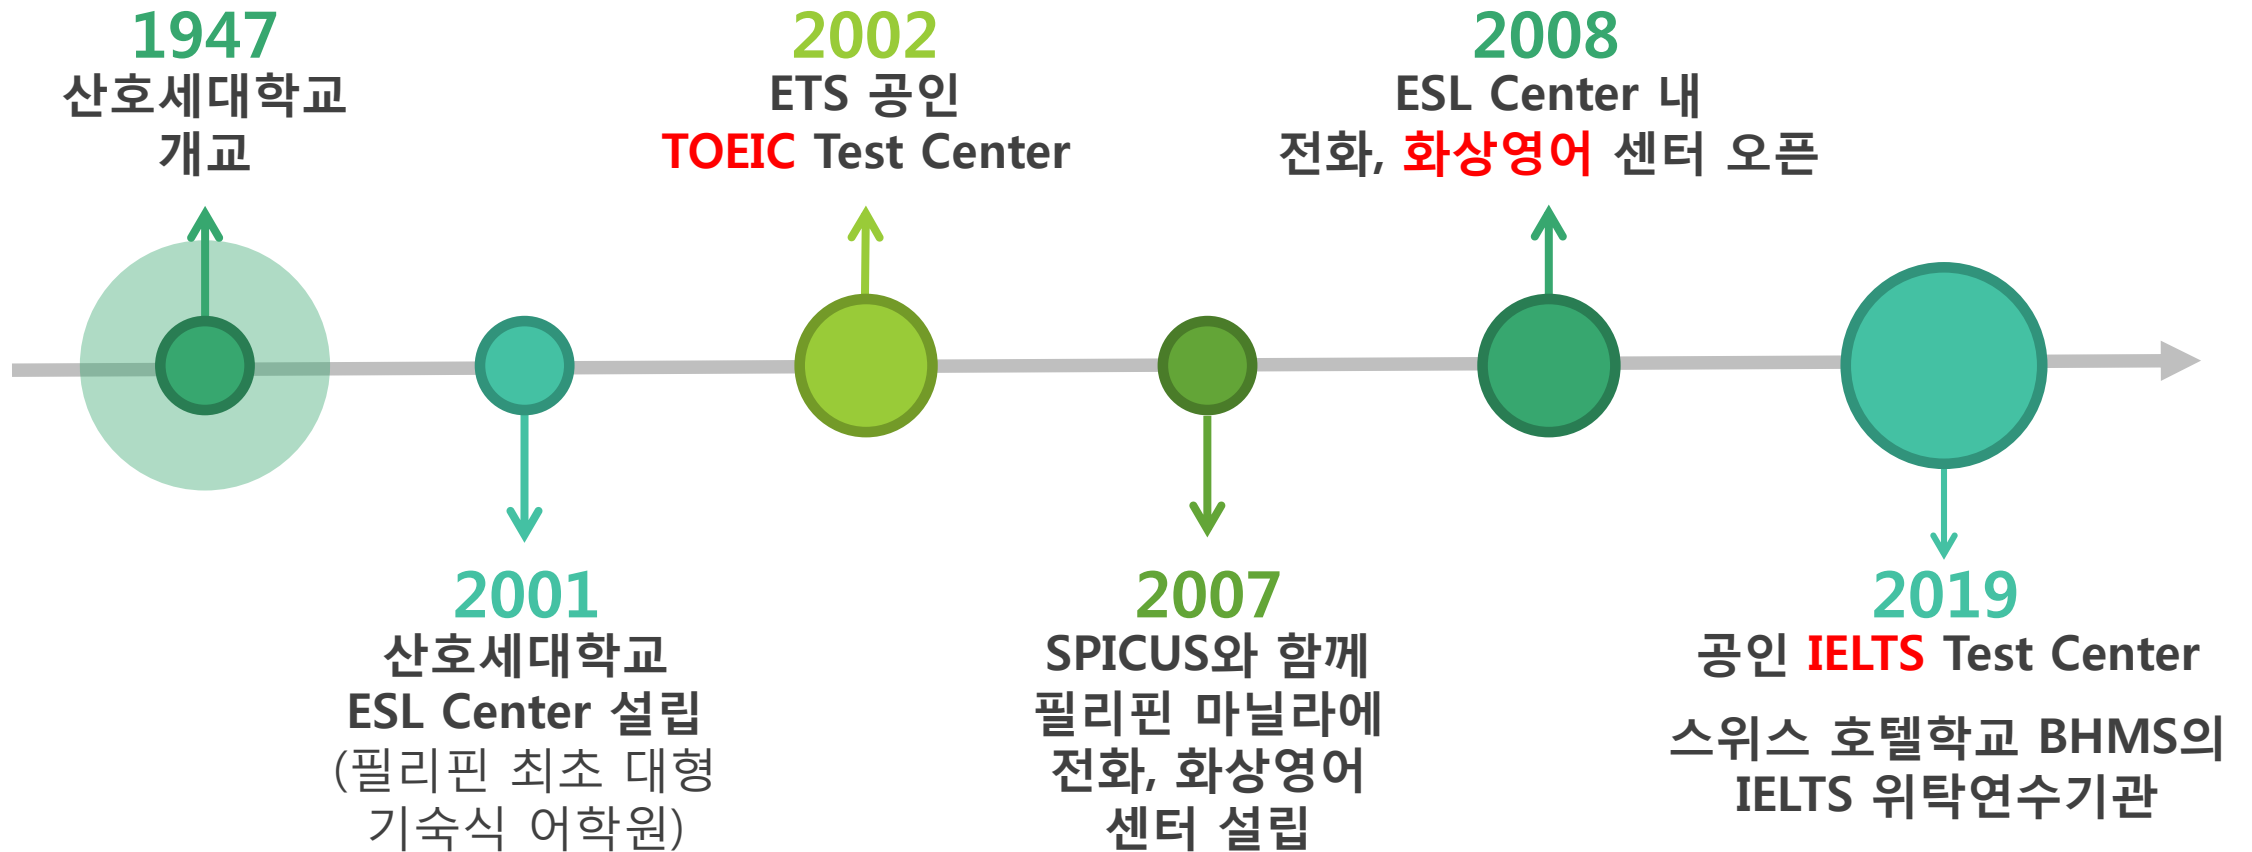 1947
산호세대학교
개교
2002
ETS 공인
TOEIC Test Center
2008
ESL Center 내
전화, 화상영어 센터 오픈
2001
산호세대학교
ESL Center 설립
(필리핀 최초 대형
기숙식 어학원)
2007
SPICUS와 함께
필리핀 마닐라에
전화, 화상영어
센터 설립
2019
공인 IELTS Test Center
스위스 호텔학교 BHMS의
IELTS 위탁연수기관